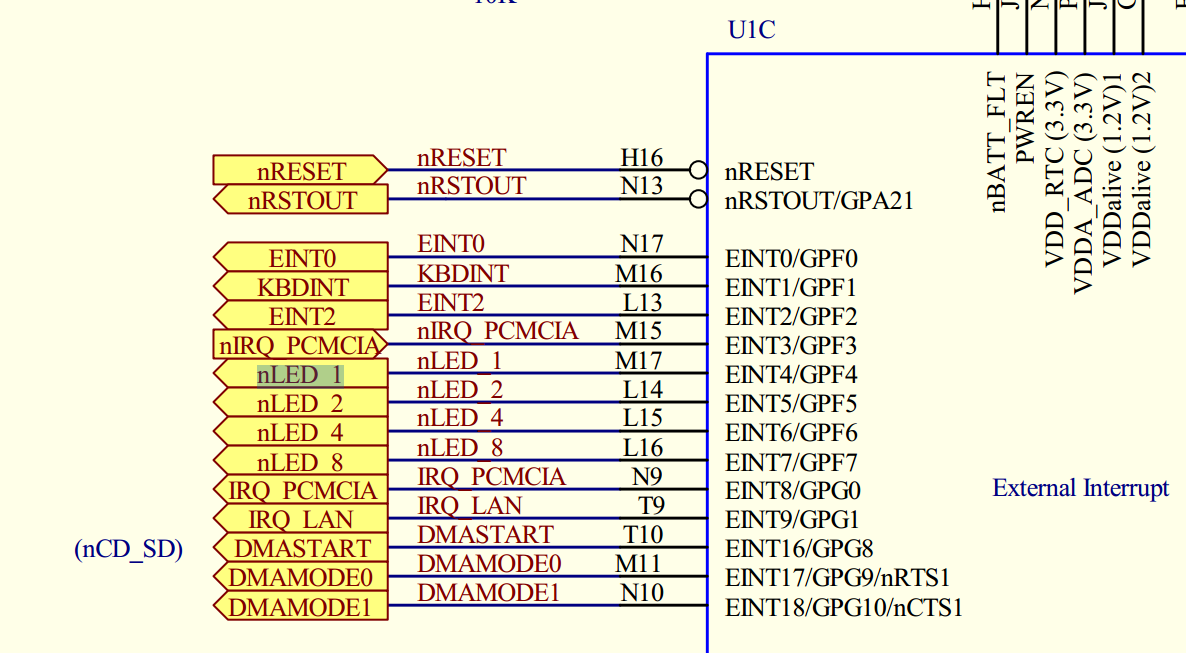 10K
U1C
nBATT_FLT
PWREN
VDD_RTC (3.3V)
VDDA_ADC (3.3V)
VDDalive (1.2V)1
VDDalive (1.2V)2
nRESET nRESET H16 nRESET
nRSTOUT nRSTOUT N13 nRSTOUT/GPA21
EINT0 EINT0 N17 EINT0/GPF0
KBDINT KBDINT M16 EINT1/GPF1
EINT2 EINT2 L13 EINT2/GPF2
nIRQ_PCMCIA nIRQ_PCMCIA M15 EINT3/GPF3
nLED_1 nLED_1 M17 EINT4/GPF4
nLED_2 nLED_2 L14 EINT5/GPF5
nLED_4 nLED_4 L15 EINT6/GPF6
nLED_8 nLED_8 L16 EINT7/GPF7
IRQ_PCMCIA IRQ_PCMCIA N9 EINT8/GPG0
External Interrupt
IRQ_LAN IRQ_LAN T9 EINT9/GPG1
(nCD_SD) DMASTART DMASTART T10 EINT16/GPG8
DMAMODE0 DMAMODE0 M11 EINT17/GPG9/nRTS1
DMAMODE1 DMAMODE1 N10 EINT18/GPG10/nCTS1